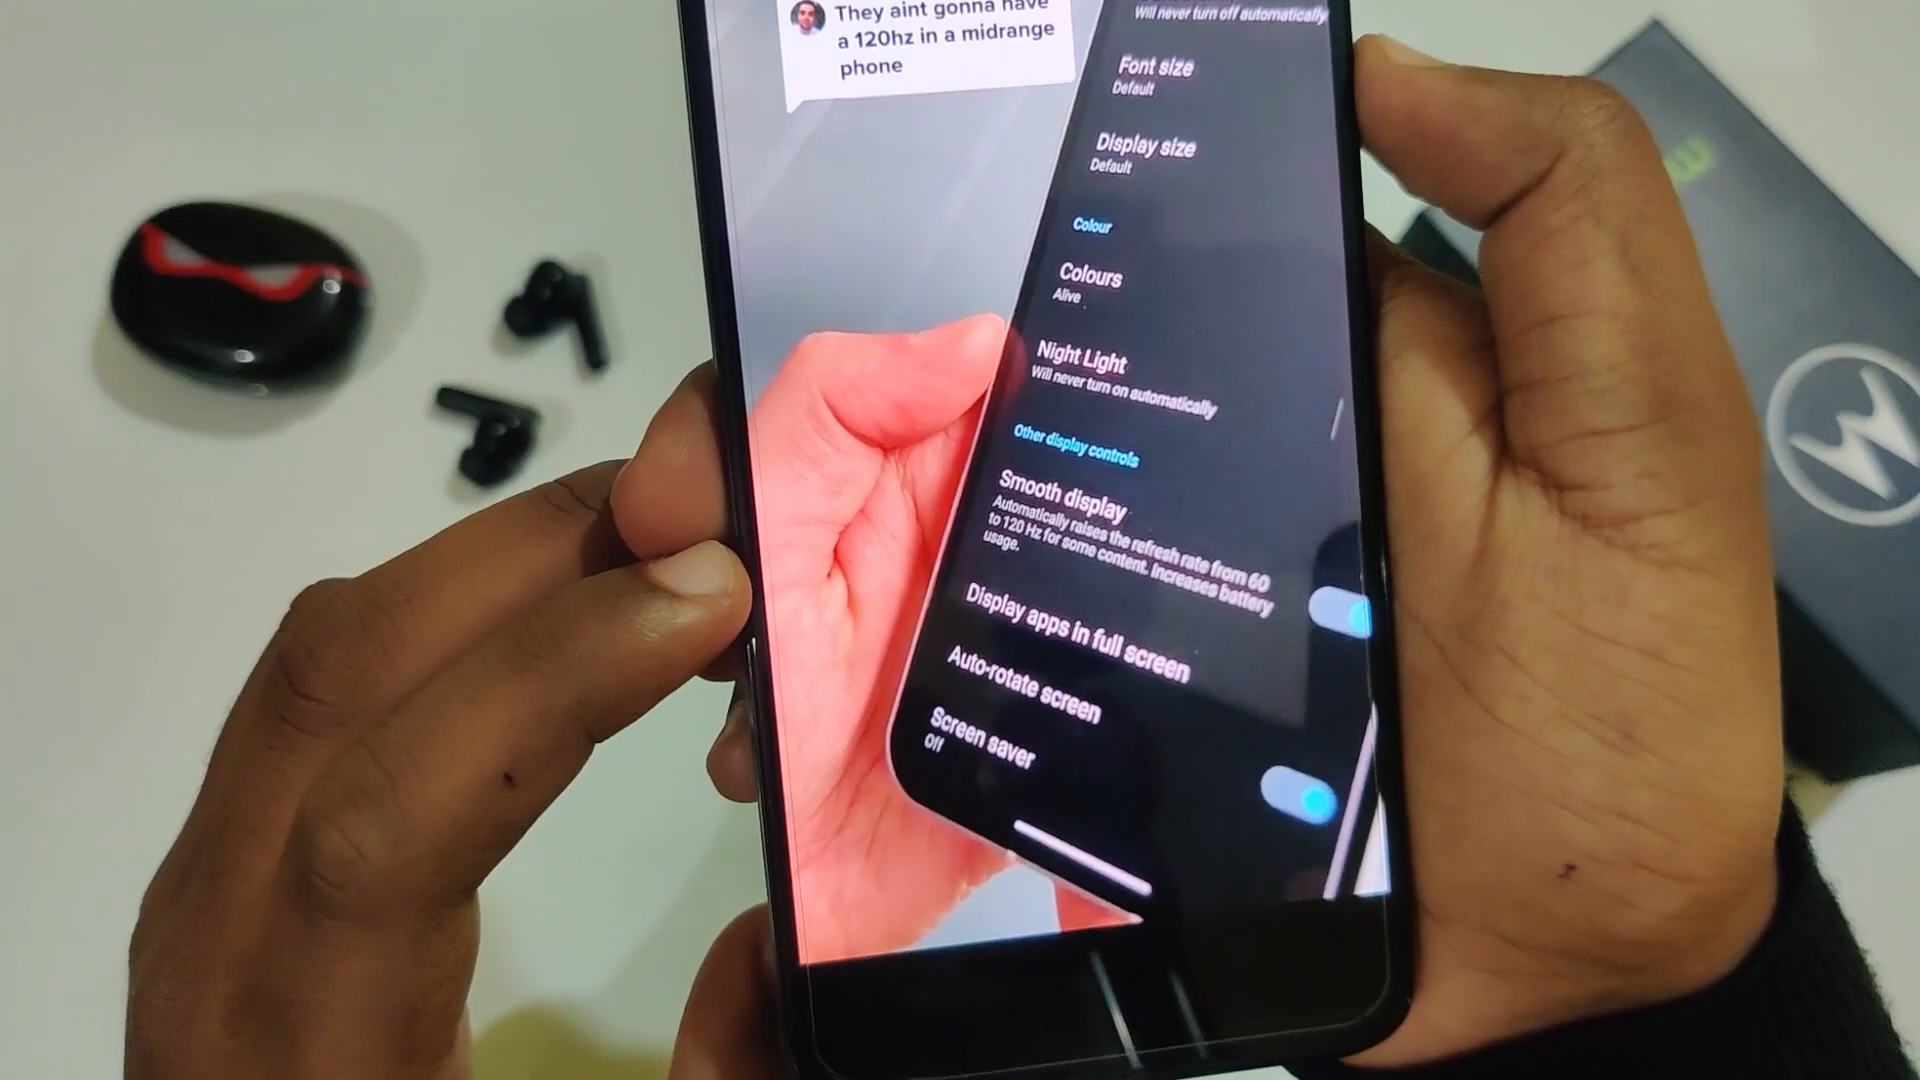 They aint gonna have
a 120hz in a midrange
phone
Will never turn off automatically
Font size
Default
Display size
Default
Colour
Colours
Alive
Night Light
Will never turn on automatically
Other display controls
Smooth display
Automatically raises the refresh rate from 60
to 120 Hz for some content. Increases battery
usage.
Display apps in full screen
Auto-rotate screen
Screen saver
Off